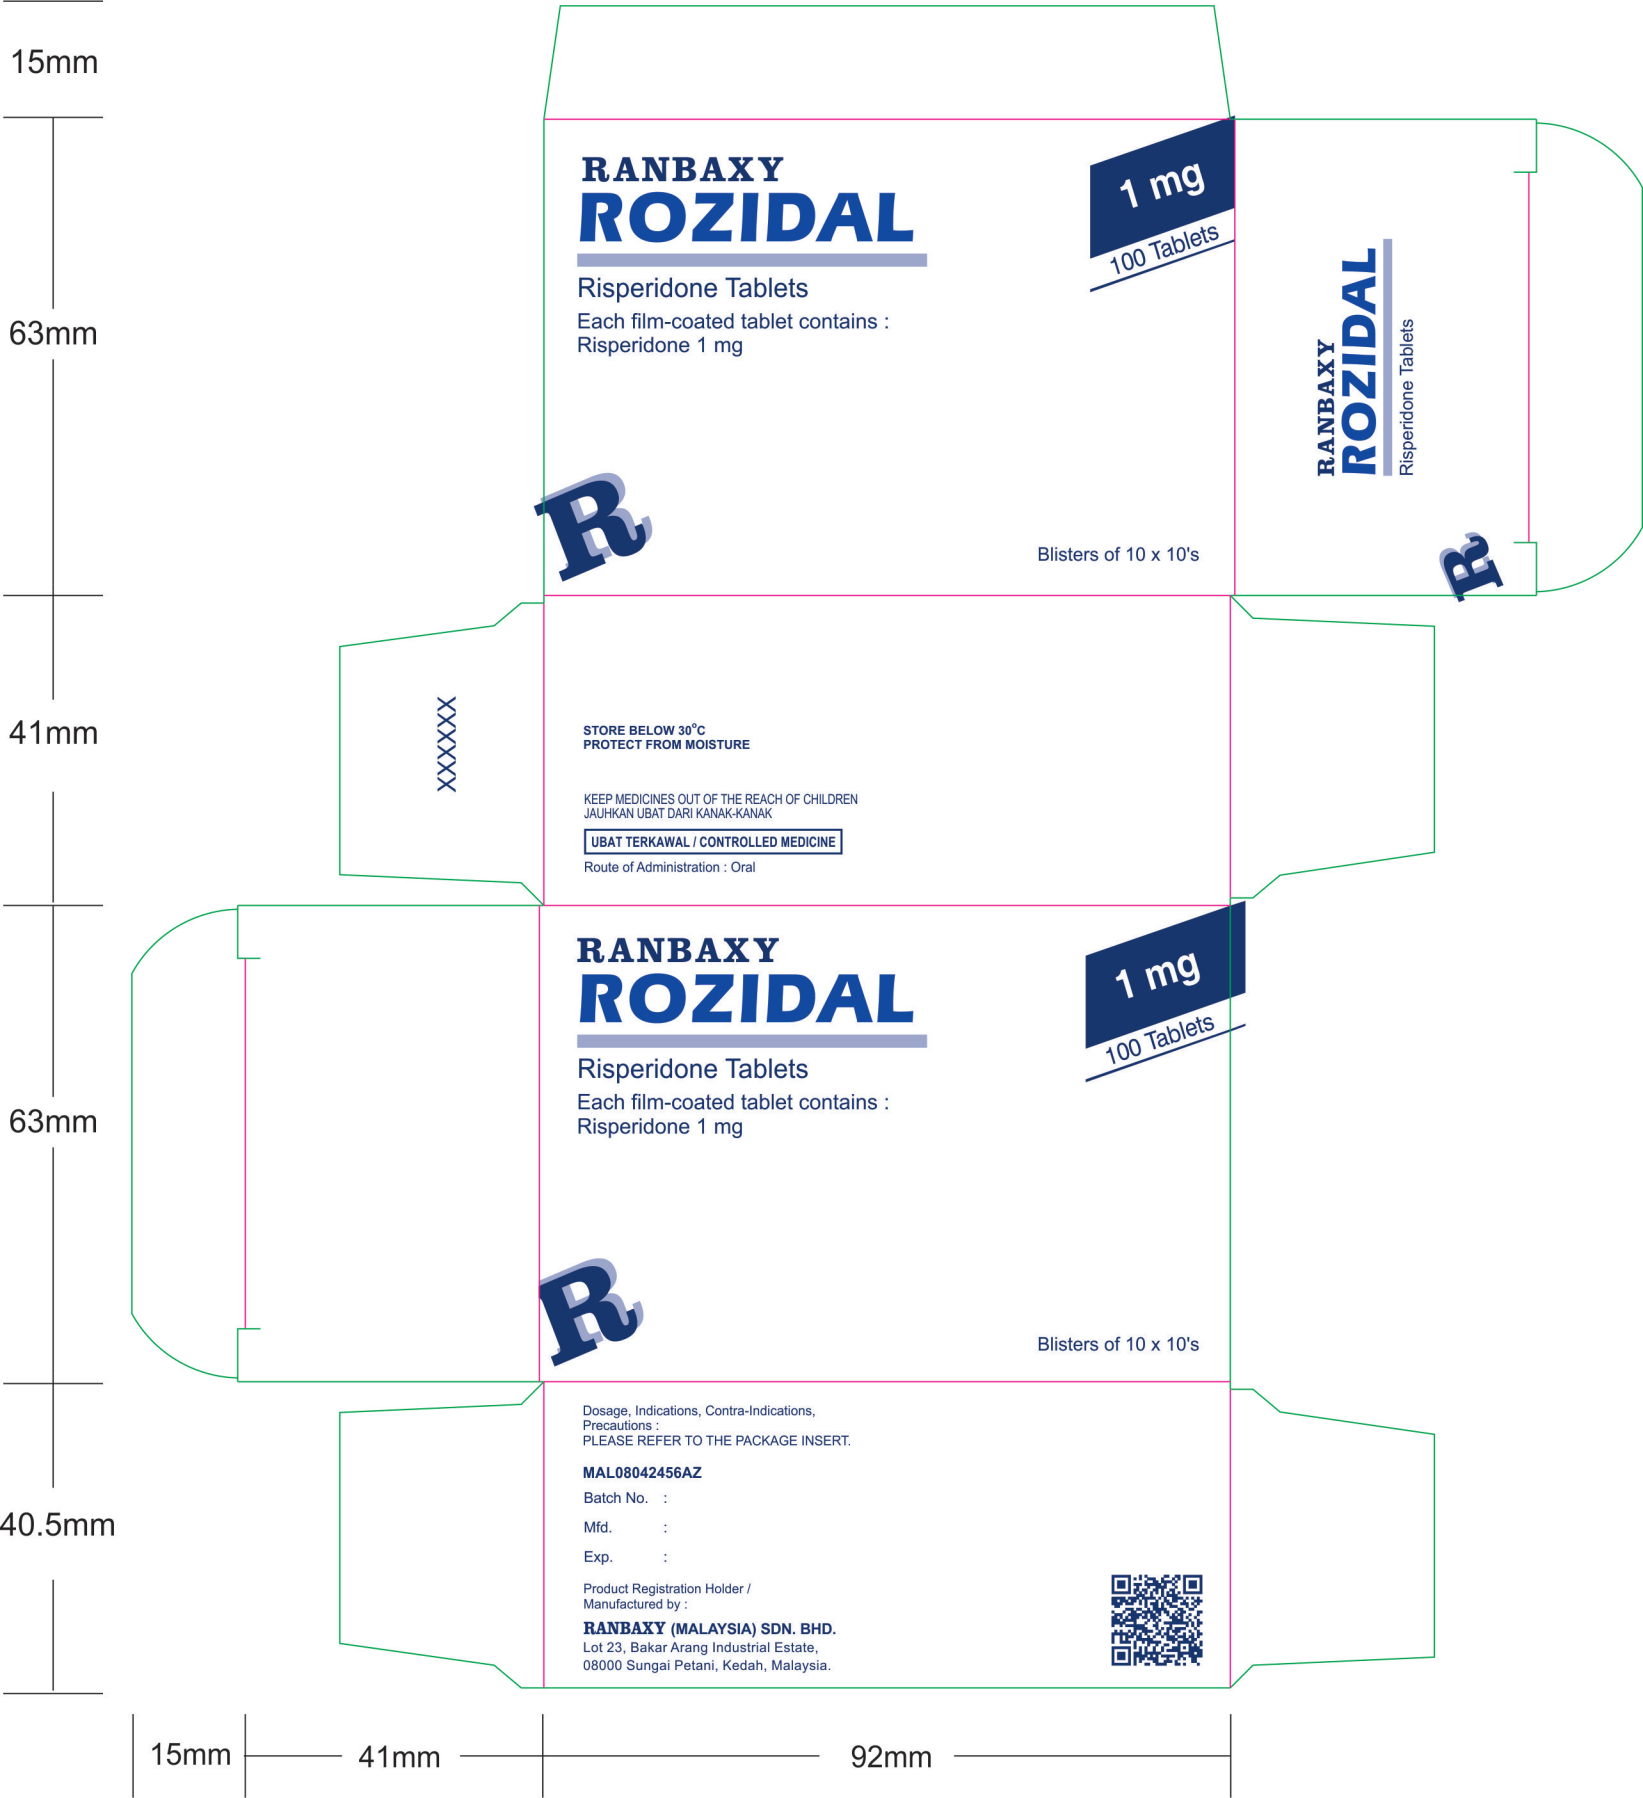 15mm
63mm
41mm
63mm
40.5mm
RANBAXY
ROZIDAL
Risperidone Tablets
Each film-coated tablet contains :
Risperidone 1 mg
1 mg
100 Tablets
R
Blisters of 10 x 10's
RANBAXY
ROZIDAL
Risperidone Tablets
R
XXXXXX
STORE BELOW 30°C
PROTECT FROM MOISTURE
KEEP MEDICINES OUT OF THE REACH OF CHILDREN
JAUHKAN UBAT DARI KANAK-KANAK
UBAT TERKAWAL / CONTROLLED MEDICINE
Route of Administration : Oral
RANBAXY
ROZIDAL
Risperidone Tablets
Each film-coated tablet contains :
Risperidone 1 mg
1 mg
100 Tablets
R
Blisters of 10 x 10's
Dosage, Indications, Contra-Indications,
Precautions :
PLEASE REFER TO THE PACKAGE INSERT.
MAL08042456AZ
Batch No. :
Mfd. :
Exp. :
Product Registration Holder /
Manufactured by :
RANBAXY (MALAYSIA) SDN. BHD.
Lot 23, Bakar Arang Industrial Estate,
08000 Sungai Petani, Kedah, Malaysia.
15mm
41mm
92mm